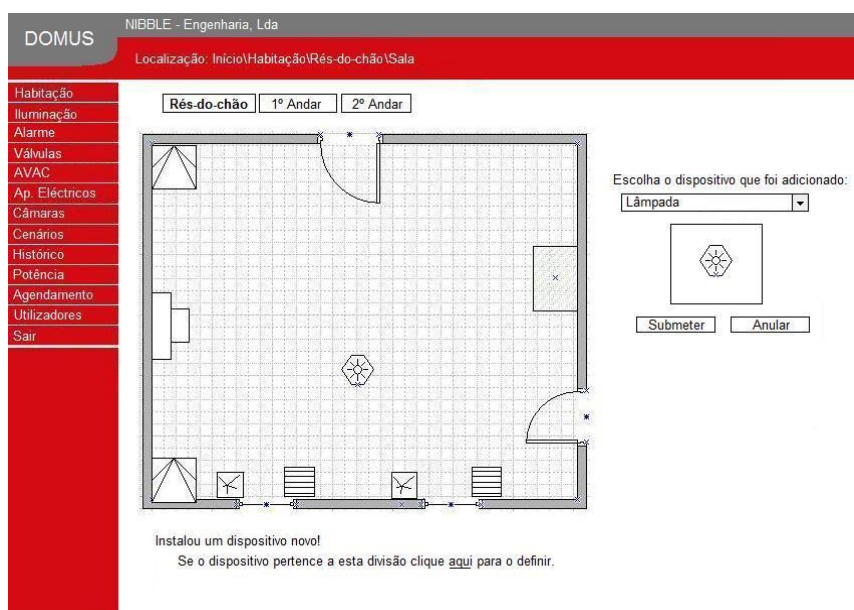 DOMUS
NIBBLE - Engenharia, Lda
Localização: Início\Habitação\Rés-do-chão\Sala
Habitação
Iluminação
Alarme
Válvulas
AVAC
Ap. Eléctricos
Câmaras
Cenários
Histórico
Potência
Agendamento
Utilizadores
Sair
Rés-do-chão 1º Andar 2º Andar
Escolha o dispositivo que foi adicionado:
Lâmpada
Submeter Anular
Instalou um dispositivo novo!
Se o dispositivo pertence a esta divisão clique aqui para o definir.